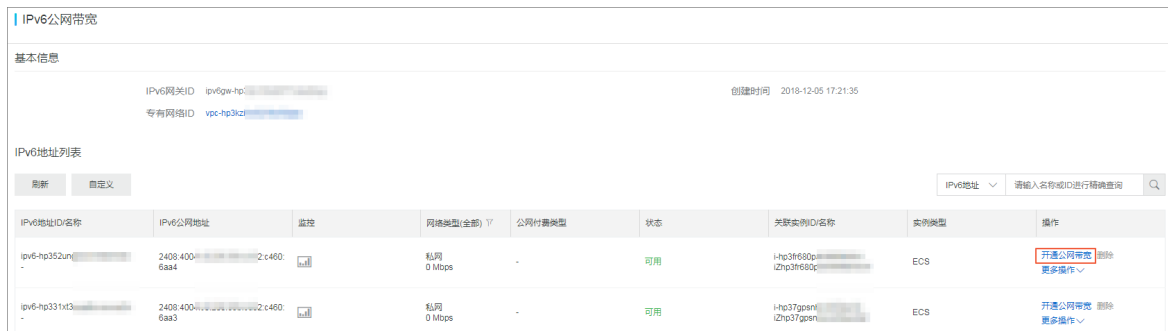 IPv6公网带宽
基本信息
IPv6网关ID ipv6gw-hp
创建时间 2018-12-05 17:21:35
专有网络ID vpc-hp3kz
IPv6地址列表
刷新 自定义
IPv6地址 请输入名称或ID进行精确查询
IPv6地址ID/名称 IPv6公网地址 监控 网络类型(全部) 公网付费类型 状态 关联实例ID/名称 实例类型 操作
ipv6-hp352un 2408:400 2:c460: 私网 - 可用 i-hp3fr680p ECS 开通公网带宽 删除
- 6aa4 0 Mbps iZhp3fr680p 更多操作
ipv6-hp331xt3 2408:400 2:c460: 私网 - 可用 i-hp37gpsn ECS 开通公网带宽 删除
- 6aa3 0 Mbps iZhp37gpsn 更多操作